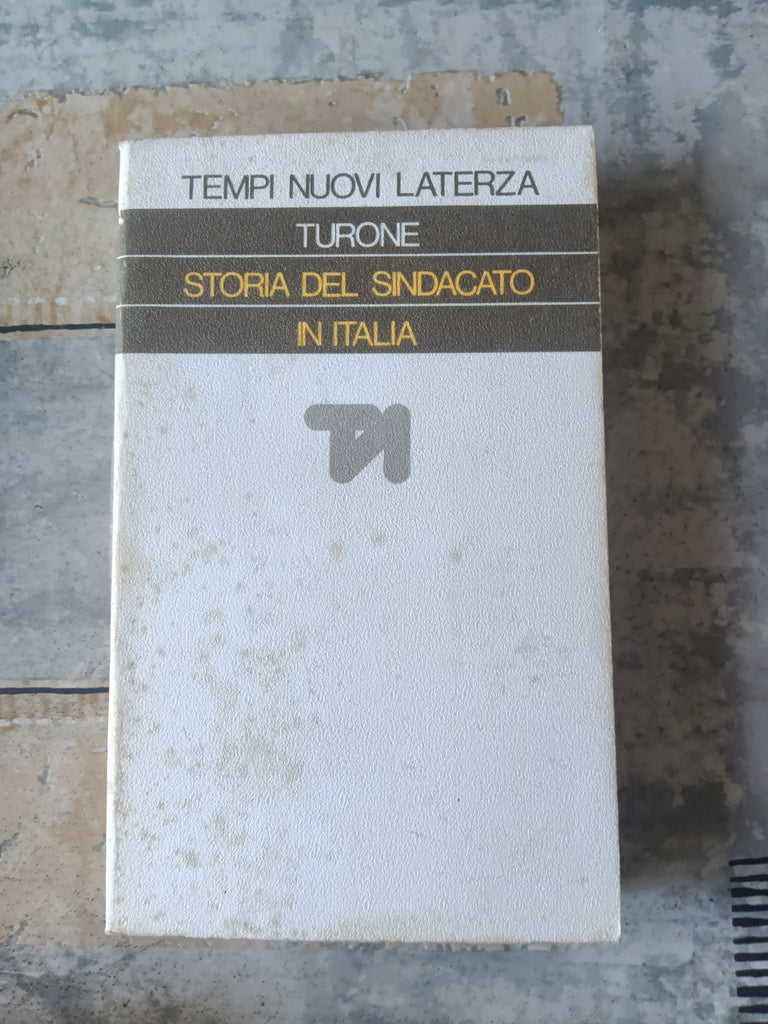 TEMPI NUOVI LATERZA
TURONE
STORIA DEL SINDACATO
IN ITALIA